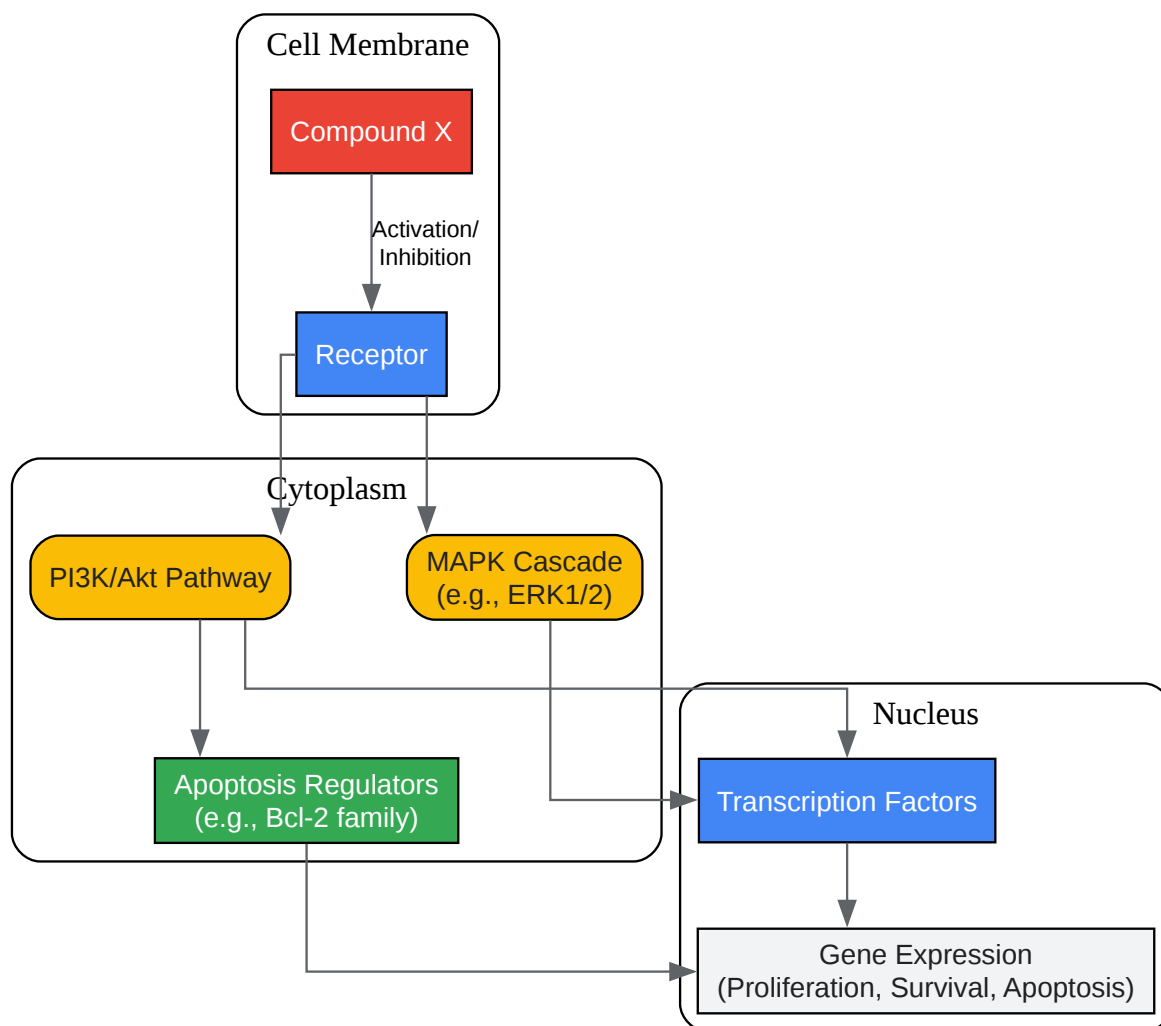 Cell Membrane
Compound X
Activation/
Inhibition
Receptor
Cytoplasm
PI3K/Akt Pathway
MAPK Cascade
(e.g., ERK1/2)
Nucleus
Apoptosis Regulators
(e.g., Bcl-2 family)
Transcription Factors
Gene Expression
(Proliferation, Survival, Apoptosis)